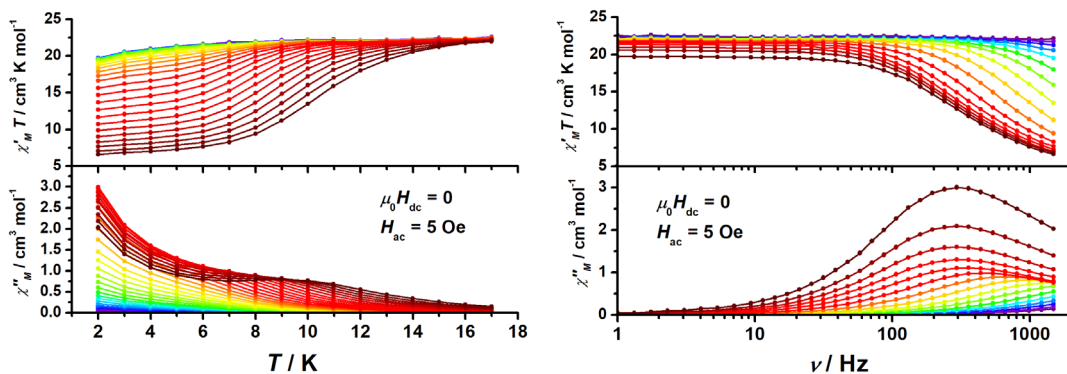 25
20
15
10
5
χ'M T / cm³ K mol⁻¹
3.0
2.5
2.0
1.5
1.0
0.5
0.0
χ''M / cm³ mol⁻¹
μ₀Hdc = 0
Hac = 5 Oe
2 4 6 8 10 12 14 16 18
T / K
25
20
15
10
5
χ'M T / cm³ K mol⁻¹
3
2
1
0
χ''M / cm³ mol⁻¹
μ₀Hdc = 0
Hac = 5 Oe
1 10 100 1000
ν / Hz